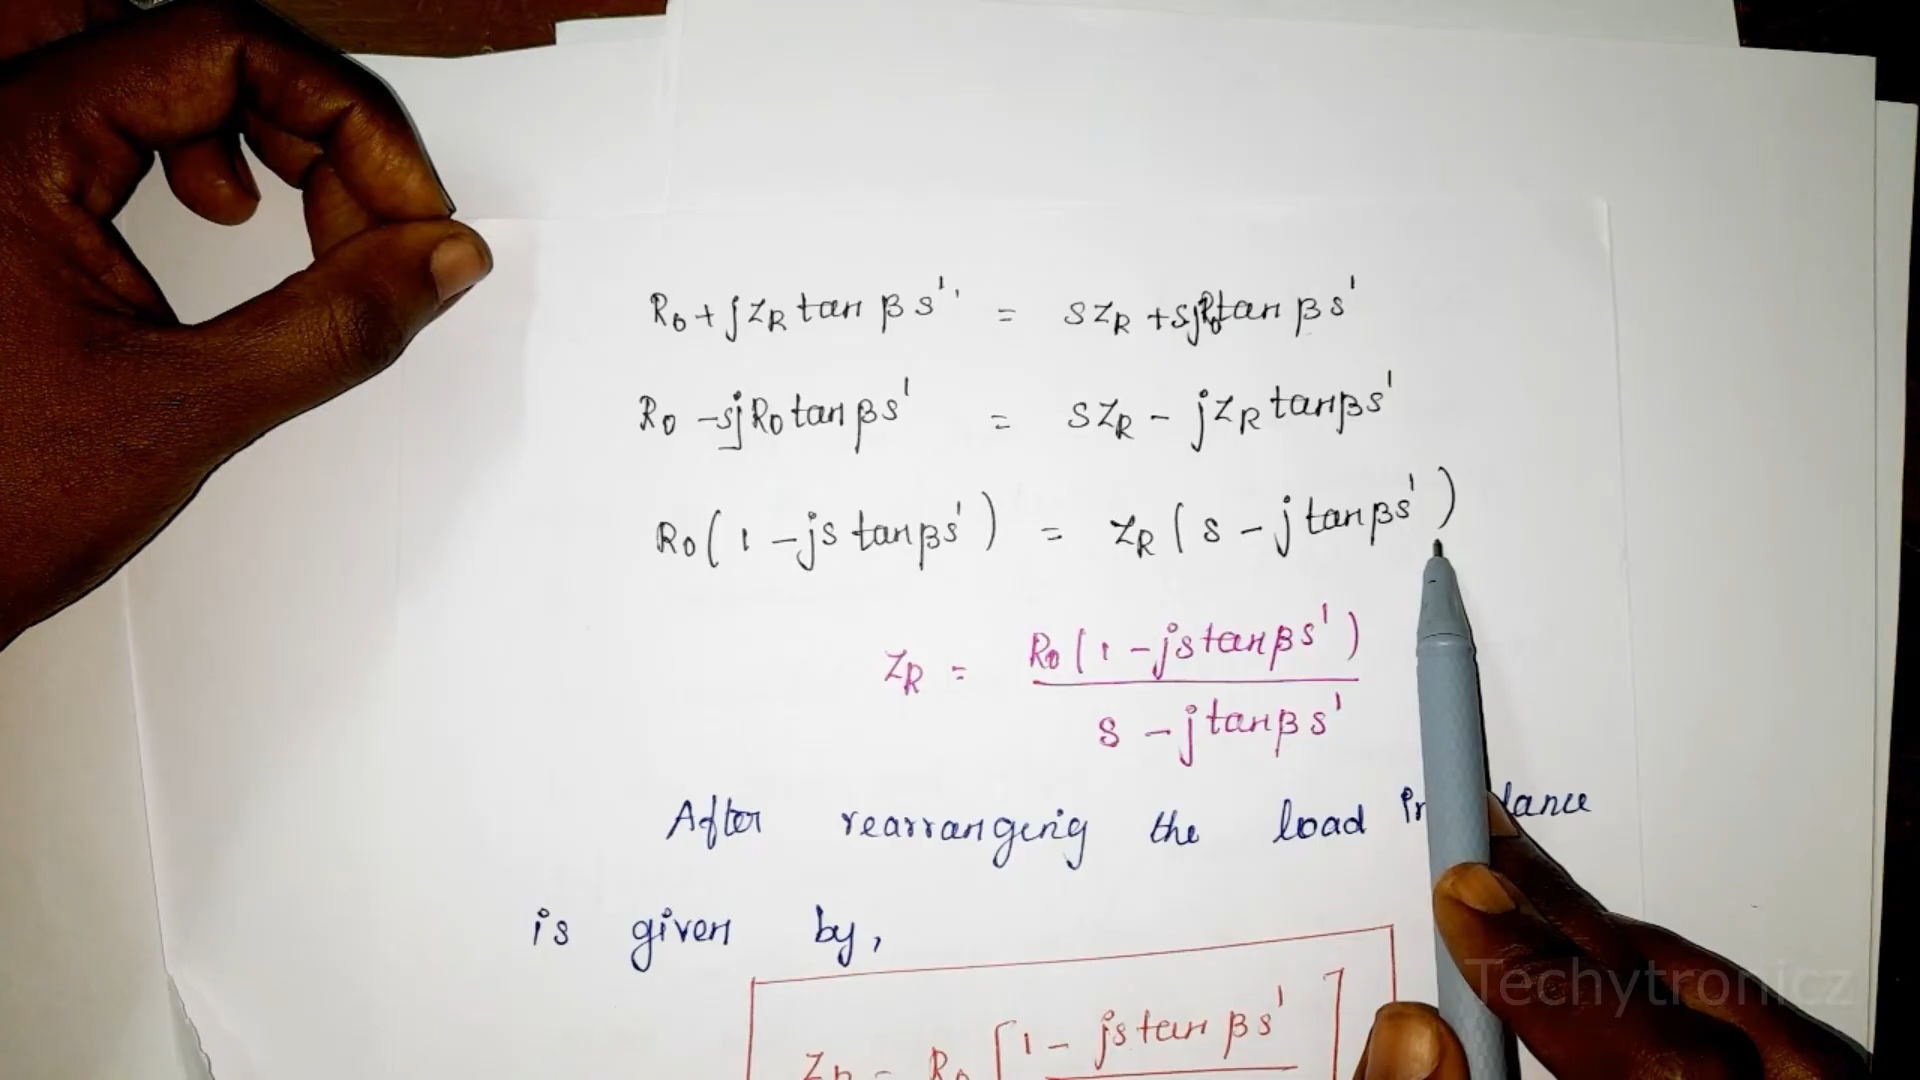 R₀ + jZR tan βs' = sZR + sjR₀ tan βs'
R₀ - sjR₀ tan βs' = sZR - jZR tan βs'
R₀(1 - js tan βs') = ZR(s - j tan βs')
ZR = R₀(1 - js tan βs')
s - j tan βs'
After rearranging the load
is given by,
Techytronicz
ZR = R₀ [1 - js tan βs']